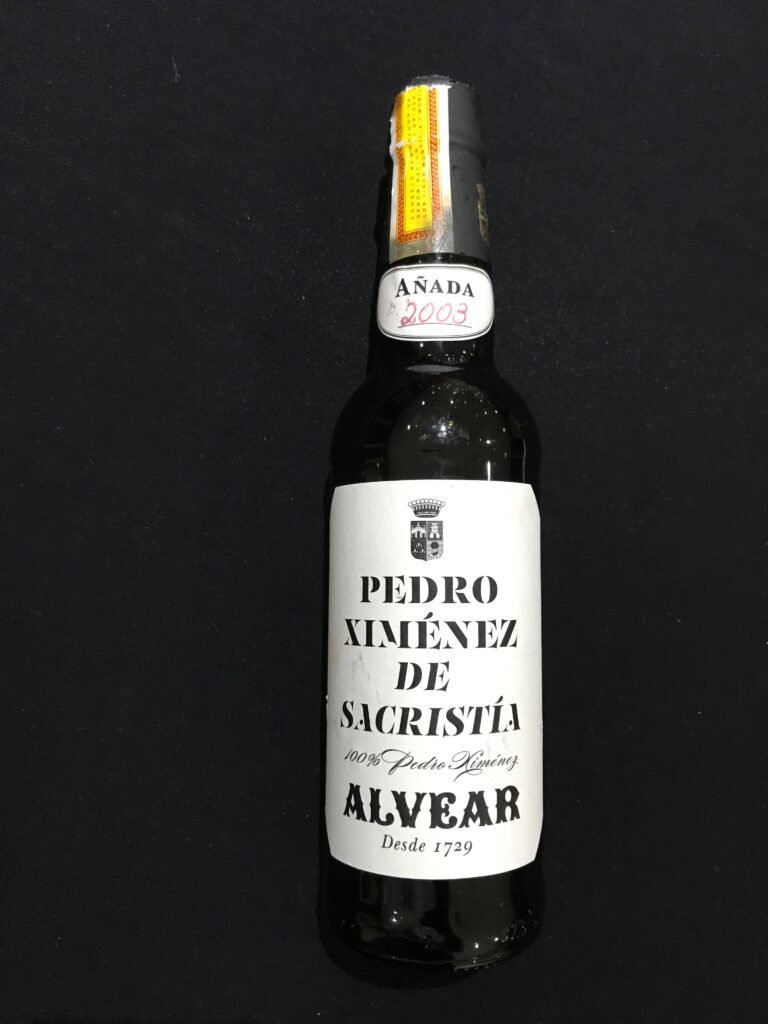 AÑADA
2003
PEDRO
XIMÉNEZ
DE
SACRISTÍA
100% Pedro Ximénez
ALVEAR
Desde 1729